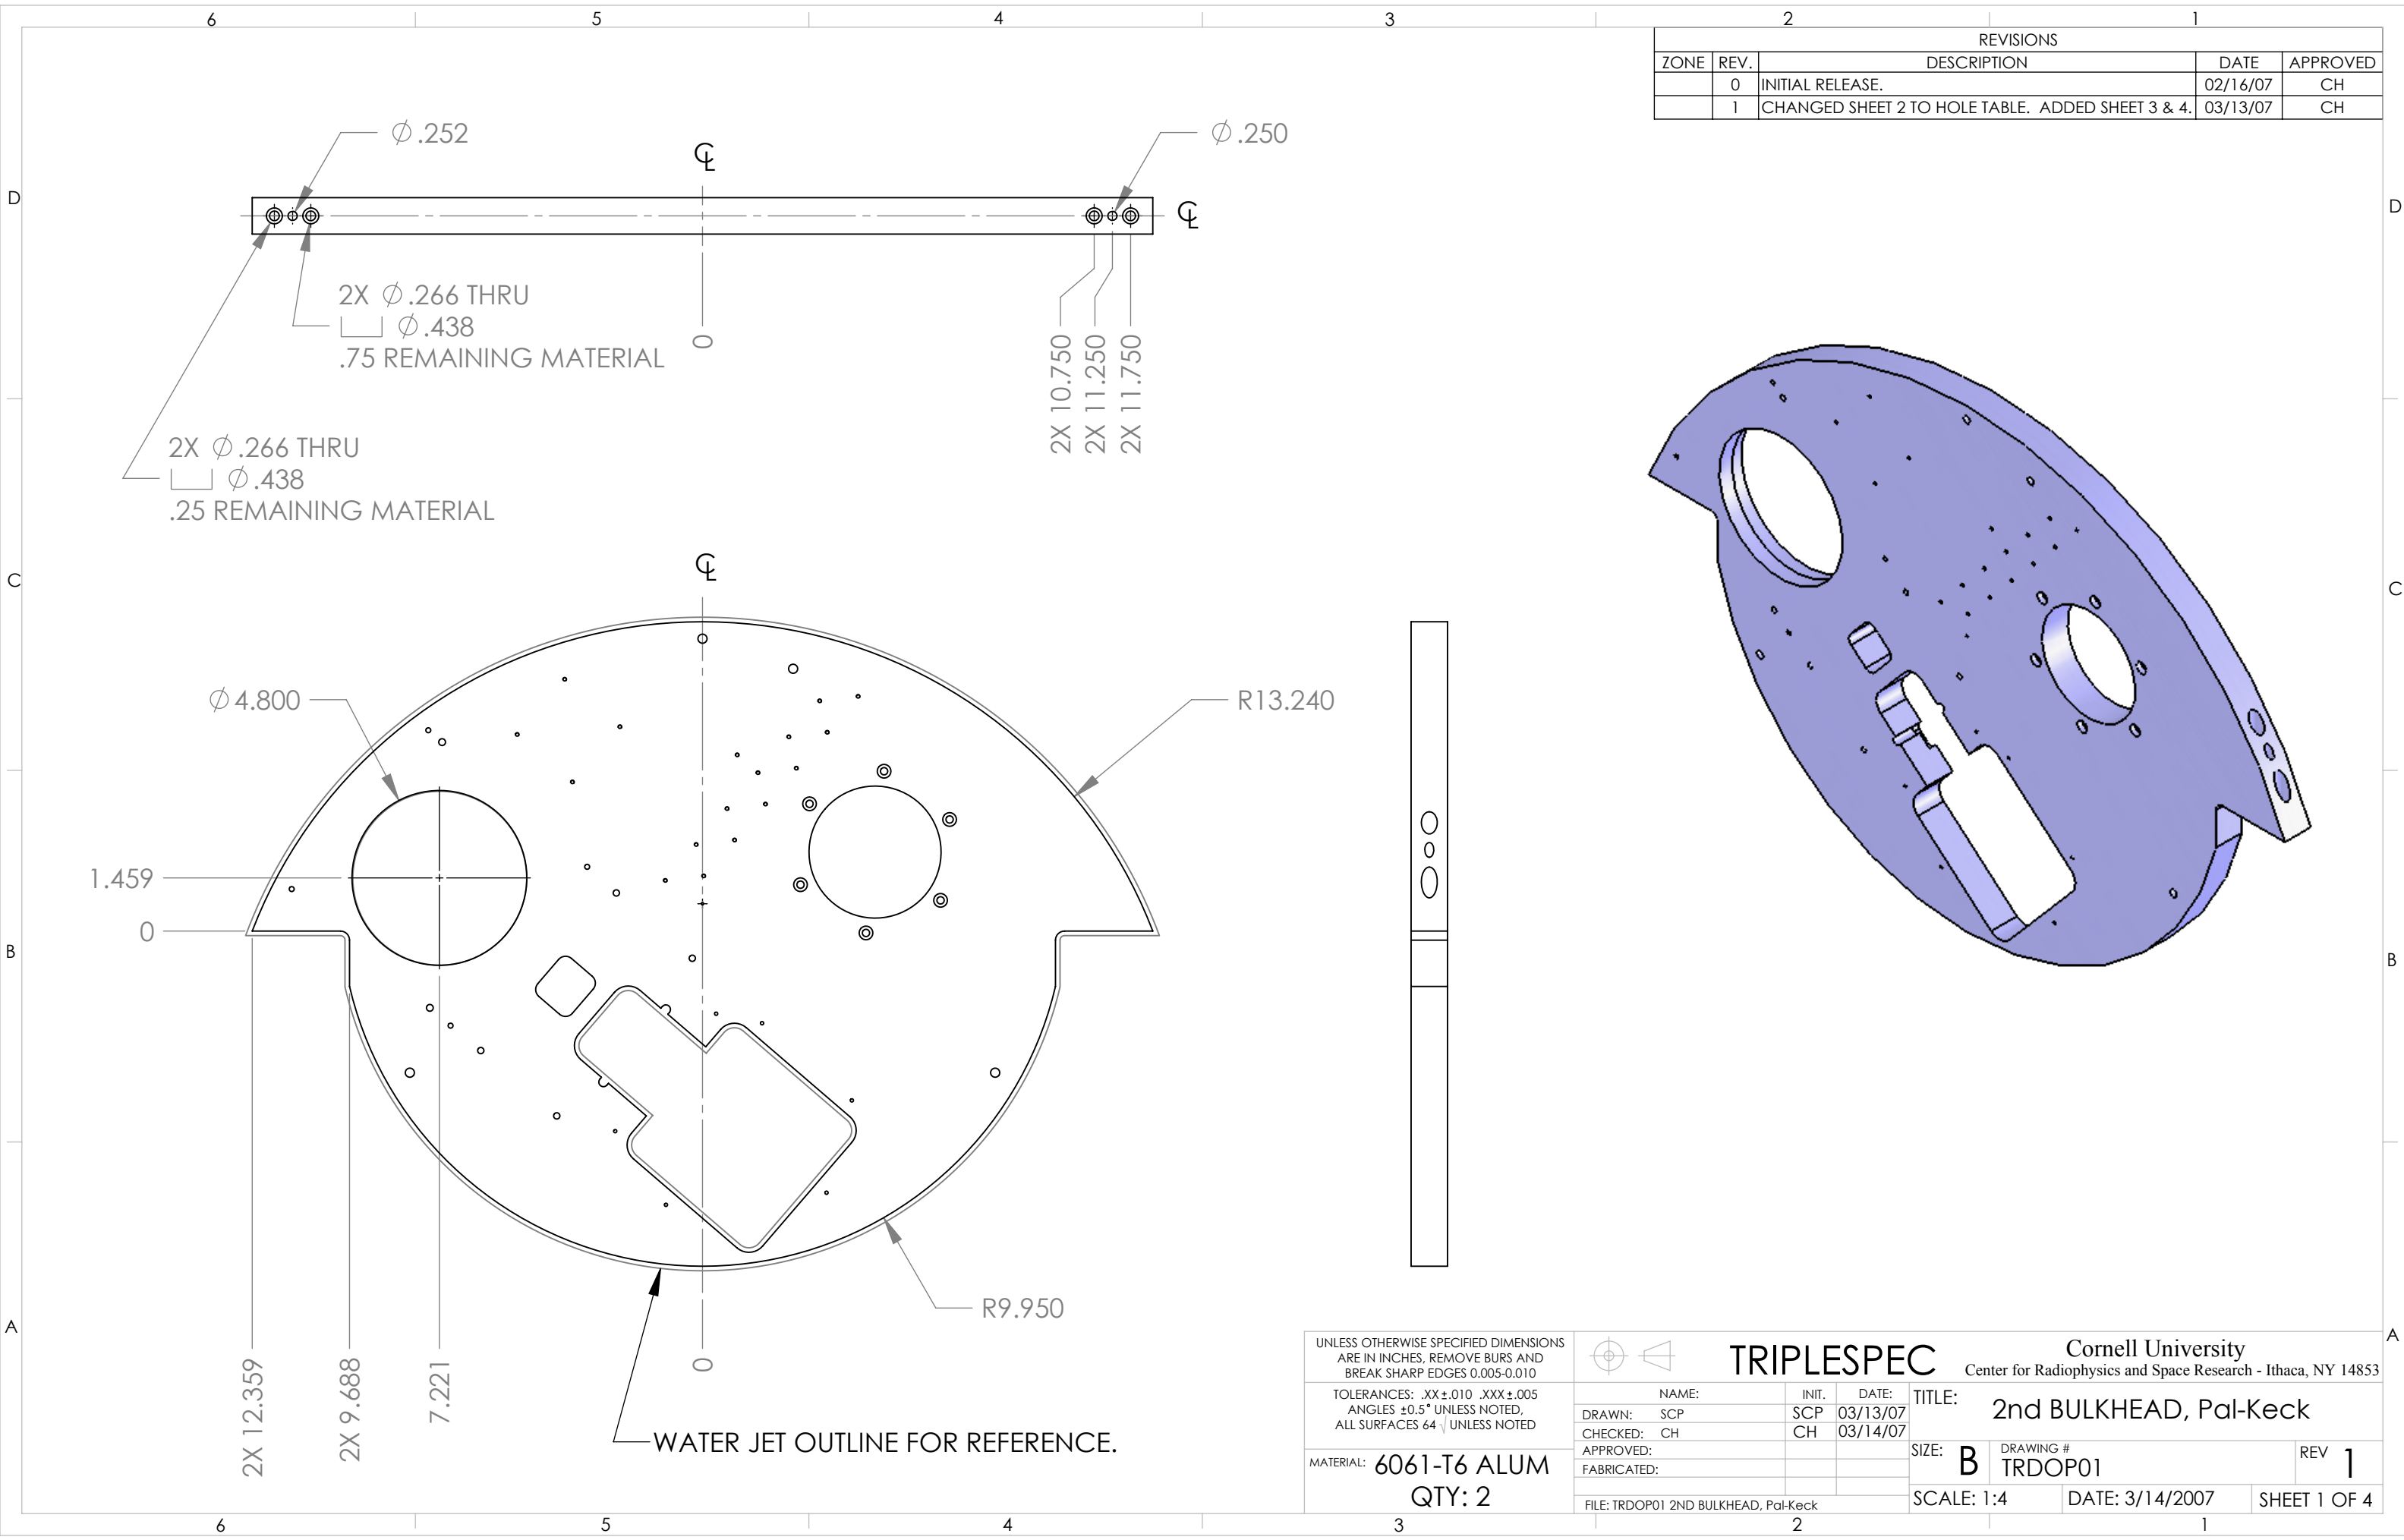 6 5 4 3 2 1
REVISIONS
ZONE REV. DESCRIPTION DATE APPROVED
0 INITIAL RELEASE. 02/16/07 CH
1 CHANGED SHEET 2 TO HOLE TABLE. ADDED SHEET 3 & 4. 03/13/07 CH
∅.252
℄
∅.250
D
D
℄
2X ∅.266 THRU
⌴ ∅.438
.75 REMAINING MATERIAL
0
2X 10.750
2X 11.250
2X 11.750
2X ∅.266 THRU
⌴ ∅.438
.25 REMAINING MATERIAL
℄
C
C
∅4.800
R13.240
1.459
0
B
B
R9.950
A
A
2X 12.359
2X 9.688
7.221
0
WATER JET OUTLINE FOR REFERENCE.
UNLESS OTHERWISE SPECIFIED DIMENSIONS
ARE IN INCHES, REMOVE BURS AND
BREAK SHARP EDGES 0.005-0.010
TOLERANCES: .XX±.010 .XXX±.005
ANGLES ±0.5° UNLESS NOTED,
ALL SURFACES 64 √ UNLESS NOTED
MATERIAL: 6061-T6 ALUM
QTY: 2
TRIPLESPEC
Cornell University
Center for Radiophysics and Space Research - Ithaca, NY 14853
NAME: INIT. DATE:
DRAWN: SCP SCP 03/13/07
CHECKED: CH CH 03/14/07
APPROVED:
FABRICATED:
FILE: TRDOP01 2ND BULKHEAD, Pal-Keck
TITLE: 2nd BULKHEAD, Pal-Keck
SIZE: B DRAWING # TRDOP01 REV 1
SCALE: 1:4 DATE: 3/14/2007 SHEET 1 OF 4
6 5 4 3 2 1